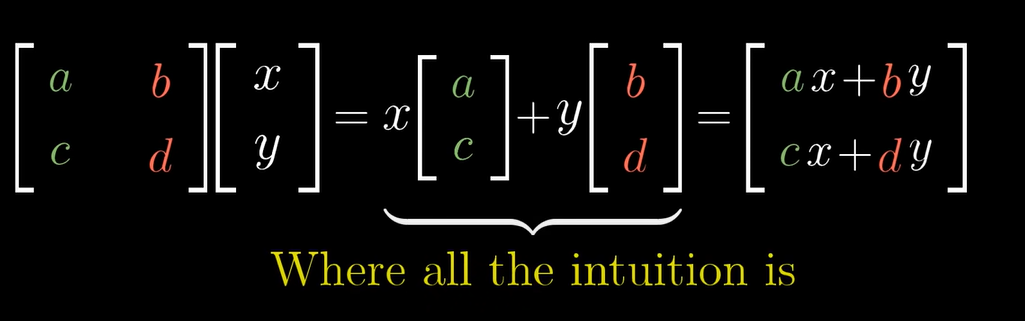 [a b; c d] [x; y] = x [a; c] + y [b; d] = [ax+by; cx+dy]
Where all the intuition is